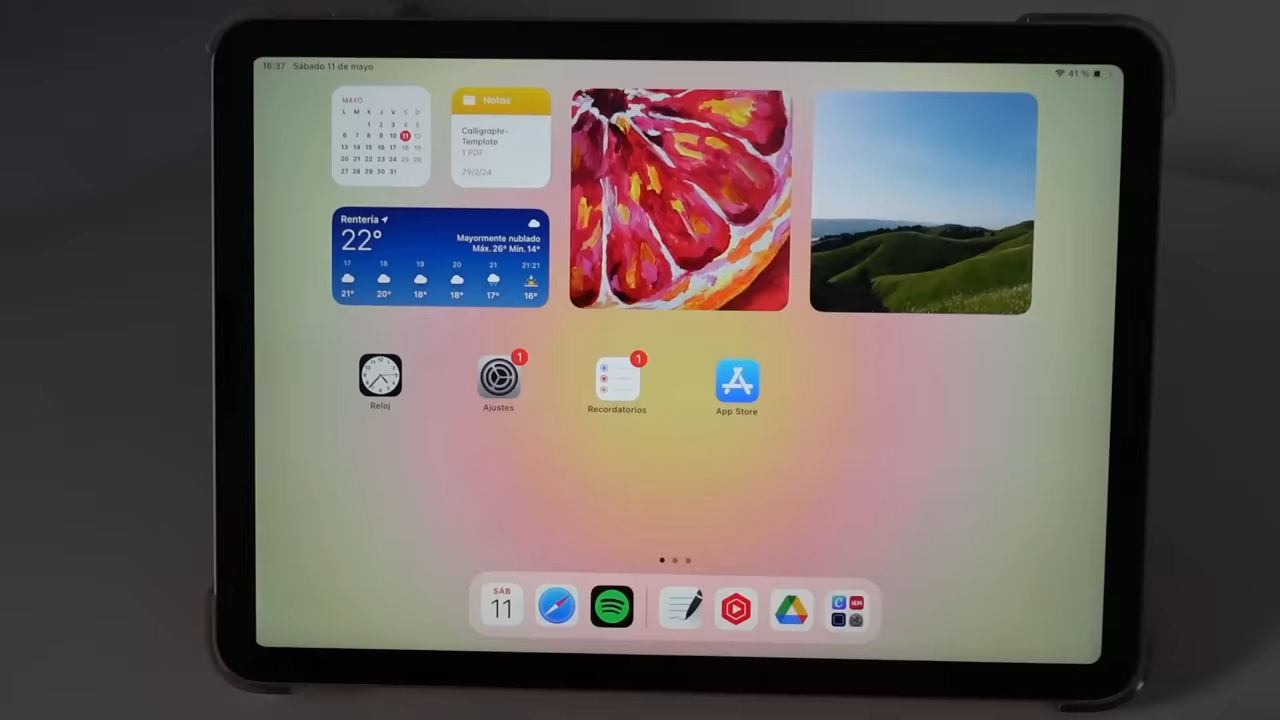 16:37 Sábado 11 de mayo
41 %
MAYO
L M X J V S D
1 2 3 4 5
6 7 8 9 10 11 12
13 14 15 16 17 18 19
20 21 22 23 24 25 26
27 28 29 30 31
Notas
Calligraphr-
Template
1 PDF
29/2/24
Rentería
22°
Mayormente nublado
Máx. 26° Mín. 14°
17 18 19 20 21 21:21
21° 20° 18° 18° 17° 16°
1
1
Reloj
Ajustes
Recordatorios
App Store
SÁB
11